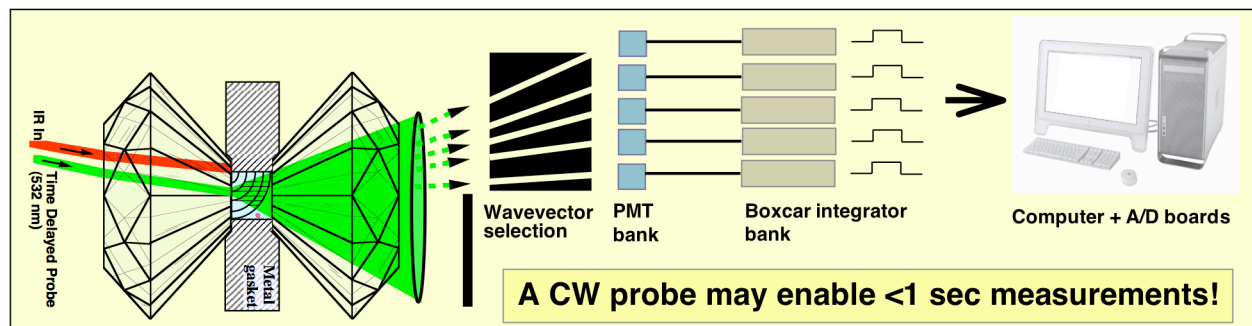 IR In
Time Delayed Probe
(532 nm)
Metal
gasket
Wavevector
selection
PMT
bank
Boxcar integrator
bank
Computer + A/D boards
A CW probe may enable <1 sec measurements!